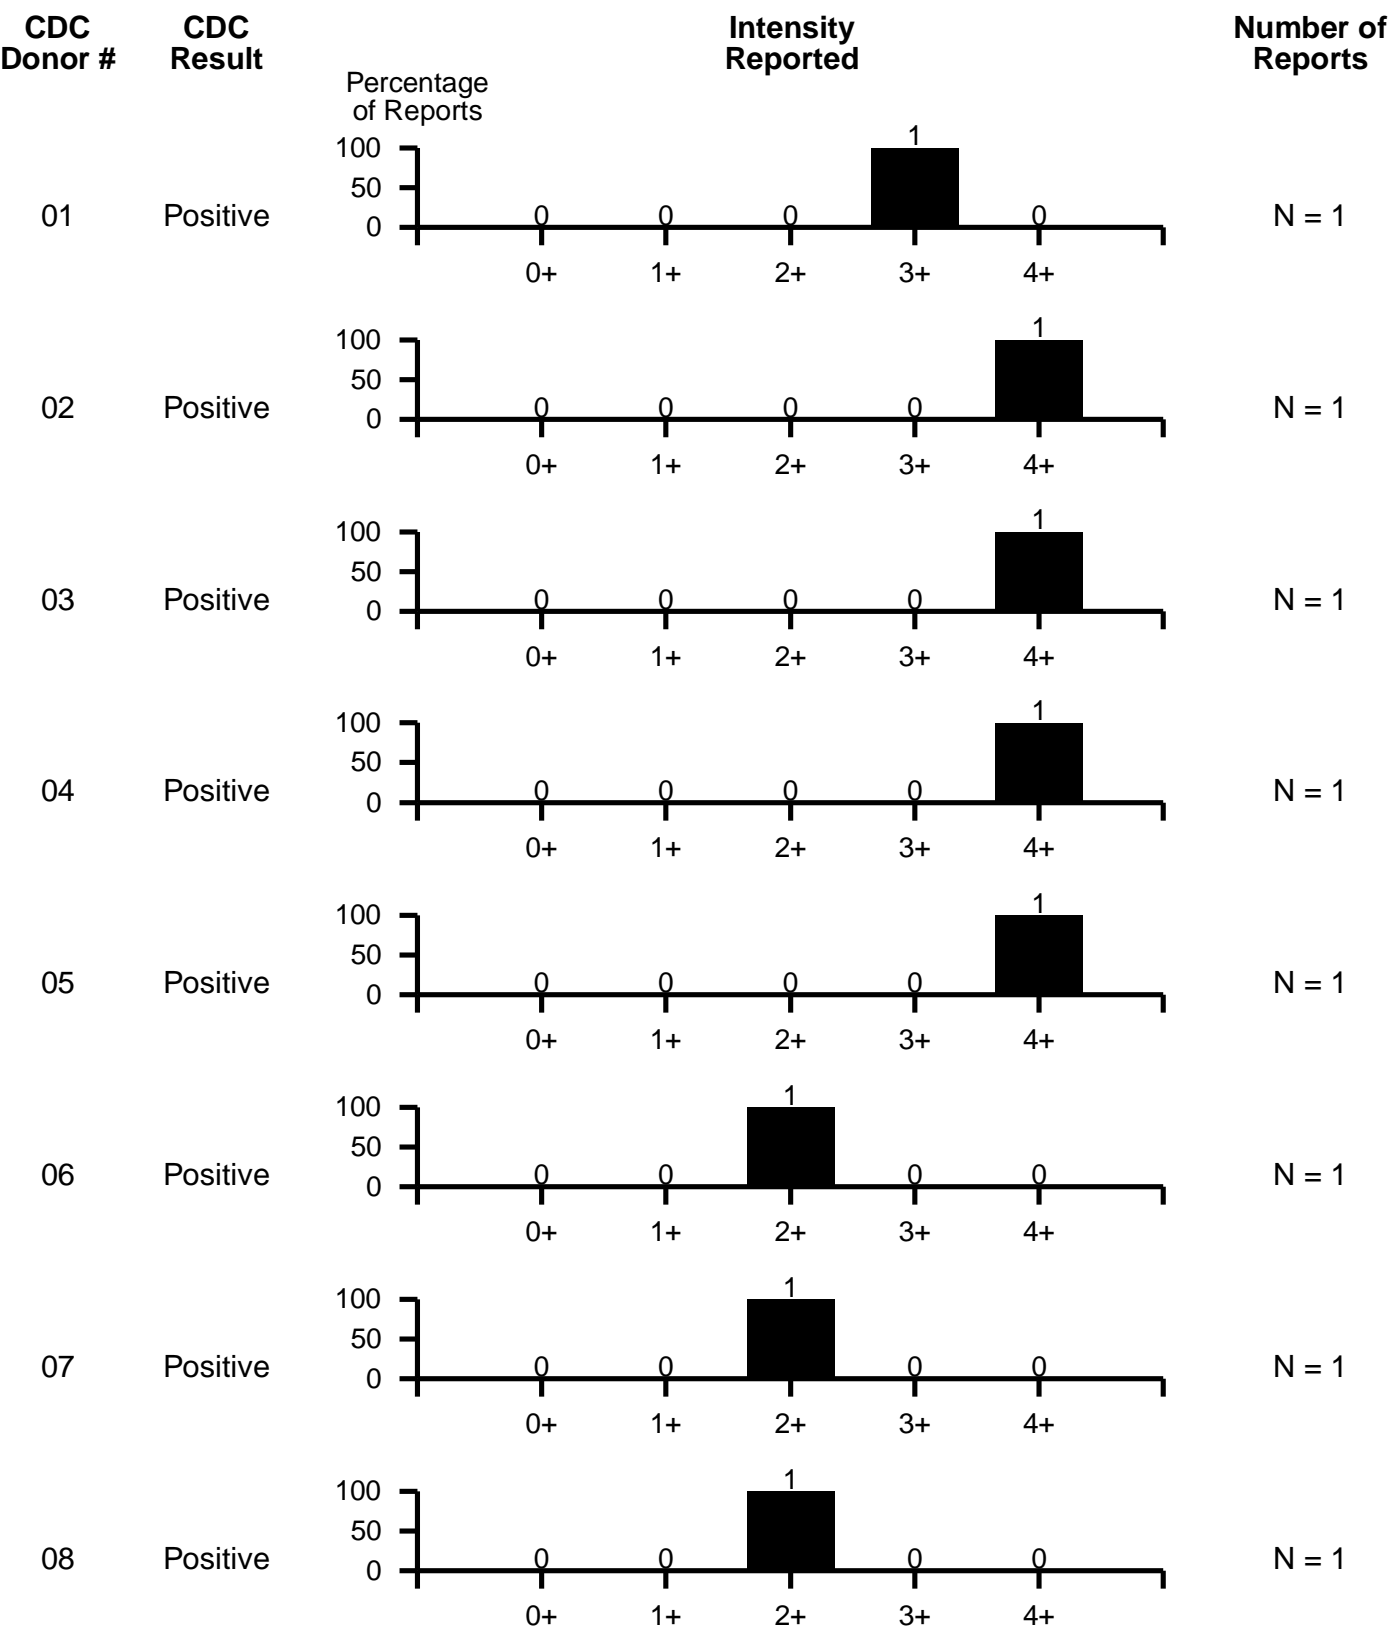 CDC
Donor #
CDC
Result
Intensity
Reported
Number of
Reports
Percentage
of Reports
01
Positive
100
50
0
0 0 0 1 0
0+ 1+ 2+ 3+ 4+
N = 1
02
Positive
100
50
0
0 0 0 0 1
0+ 1+ 2+ 3+ 4+
N = 1
03
Positive
100
50
0
0 0 0 0 1
0+ 1+ 2+ 3+ 4+
N = 1
04
Positive
100
50
0
0 0 0 0 1
0+ 1+ 2+ 3+ 4+
N = 1
05
Positive
100
50
0
0 0 0 0 1
0+ 1+ 2+ 3+ 4+
N = 1
06
Positive
100
50
0
0 0 1 0 0
0+ 1+ 2+ 3+ 4+
N = 1
07
Positive
100
50
0
0 0 1 0 0
0+ 1+ 2+ 3+ 4+
N = 1
08
Positive
100
50
0
0 0 1 0 0
0+ 1+ 2+ 3+ 4+
N = 1